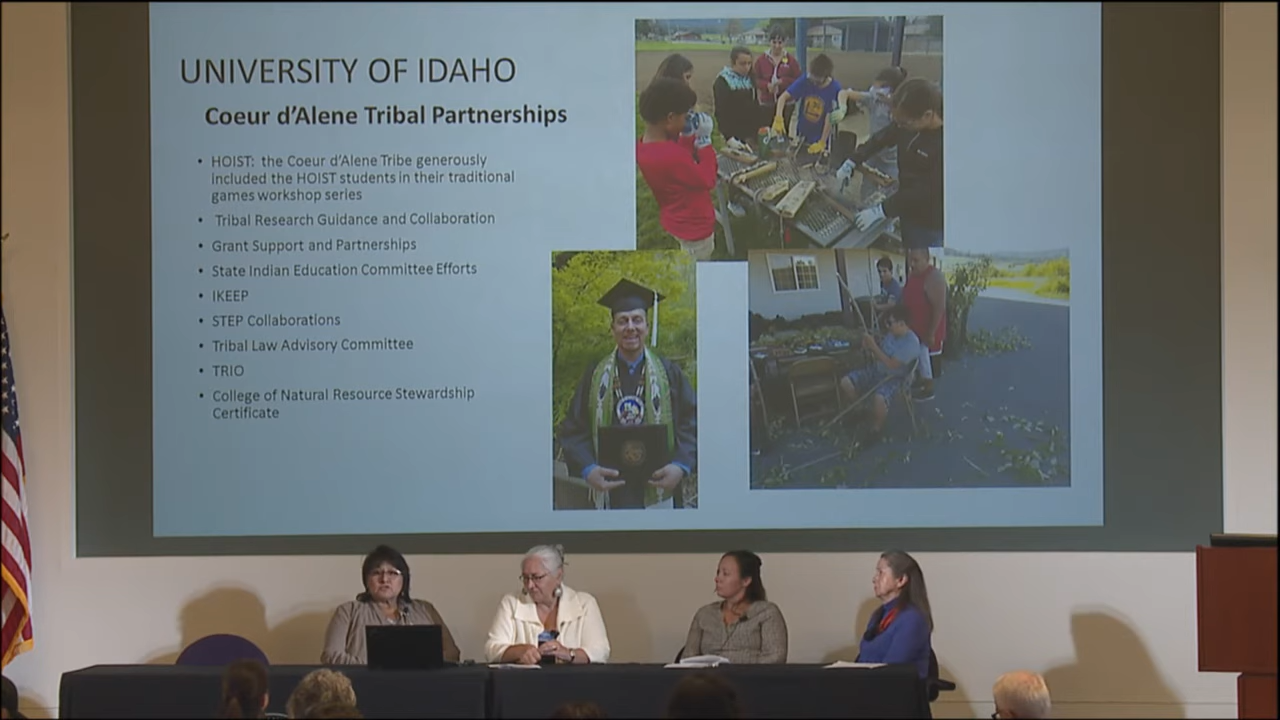 UNIVERSITY OF IDAHO
Coeur d'Alene Tribal Partnerships
• HOIST: the Coeur d'Alene Tribe generously
included the HOIST students in their traditional
games workshop series
• Tribal Research Guidance and Collaboration
• Grant Support and Partnerships
• State Indian Education Committee Efforts
• IKEEP
• STEP Collaborations
• Tribal Law Advisory Committee
• TRIO
• College of Natural Resource Stewardship
Certificate